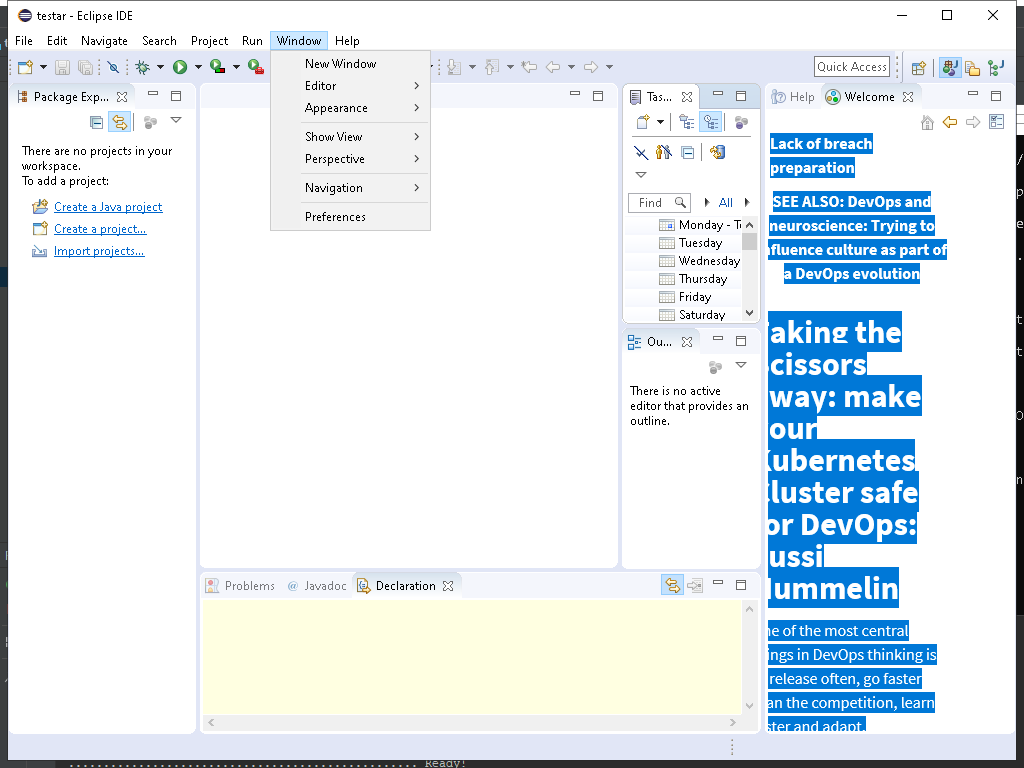 testar - Eclipse IDE
File Edit Navigate Search Project Run Window Help
Quick Access
New Window
Editor
Appearance
Show View
Perspective
Navigation
Preferences
Package Exp...
There are no projects in your
workspace.
To add a project:
Create a Java project
Create a project...
Import projects...
Tas...
Find
All
Monday - T
Tuesday
Wednesday
Thursday
Friday
Saturday
Ou...
There is no active
editor that provides an
outline.
Help Welcome
Lack of breach
preparation
SEE ALSO: DevOps and
neuroscience: Trying to
nfluence culture as part of
a DevOps evolution
aking the
cissors
way: make
our
Kubernetes
Cluster safe
or DevOps:
ussi
Nummelin
ne of the most central
ings in DevOps thinking is
release often, go faster
an the competition, learn
ster and adapt.
Problems @ Javadoc Declaration
Ready!